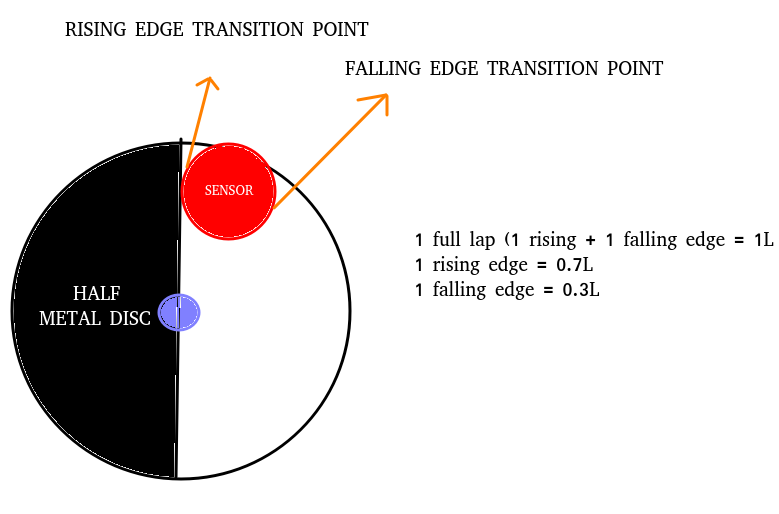 RISING EDGE TRANSITION POINT
FALLING EDGE TRANSITION POINT
SENSOR
1 full lap (1 rising + 1 falling edge = 1L
1 rising edge = 0.7L
1 falling edge = 0.3L
HALF
METAL DISC